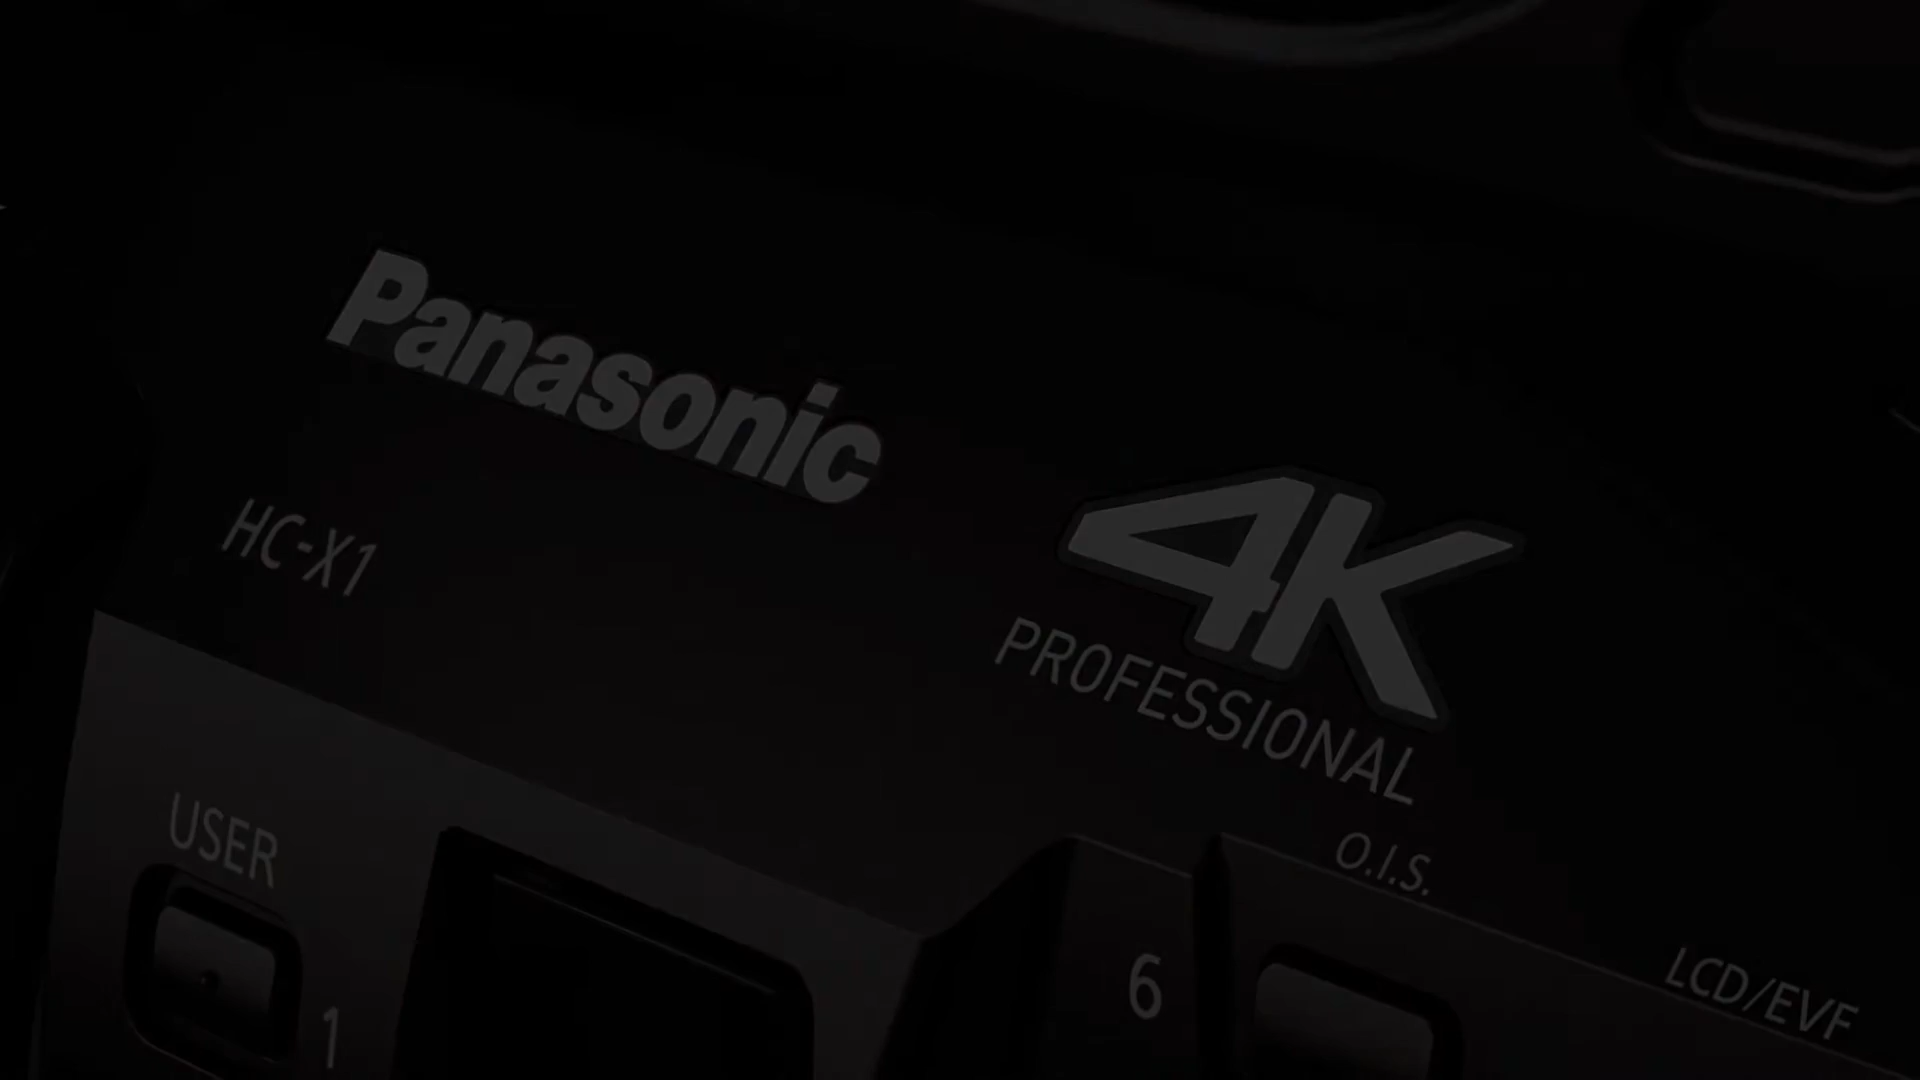 Panasonic
HC-X1
4K
PROFESSIONAL
USER
1
O.I.S.
6
LCD/EVF